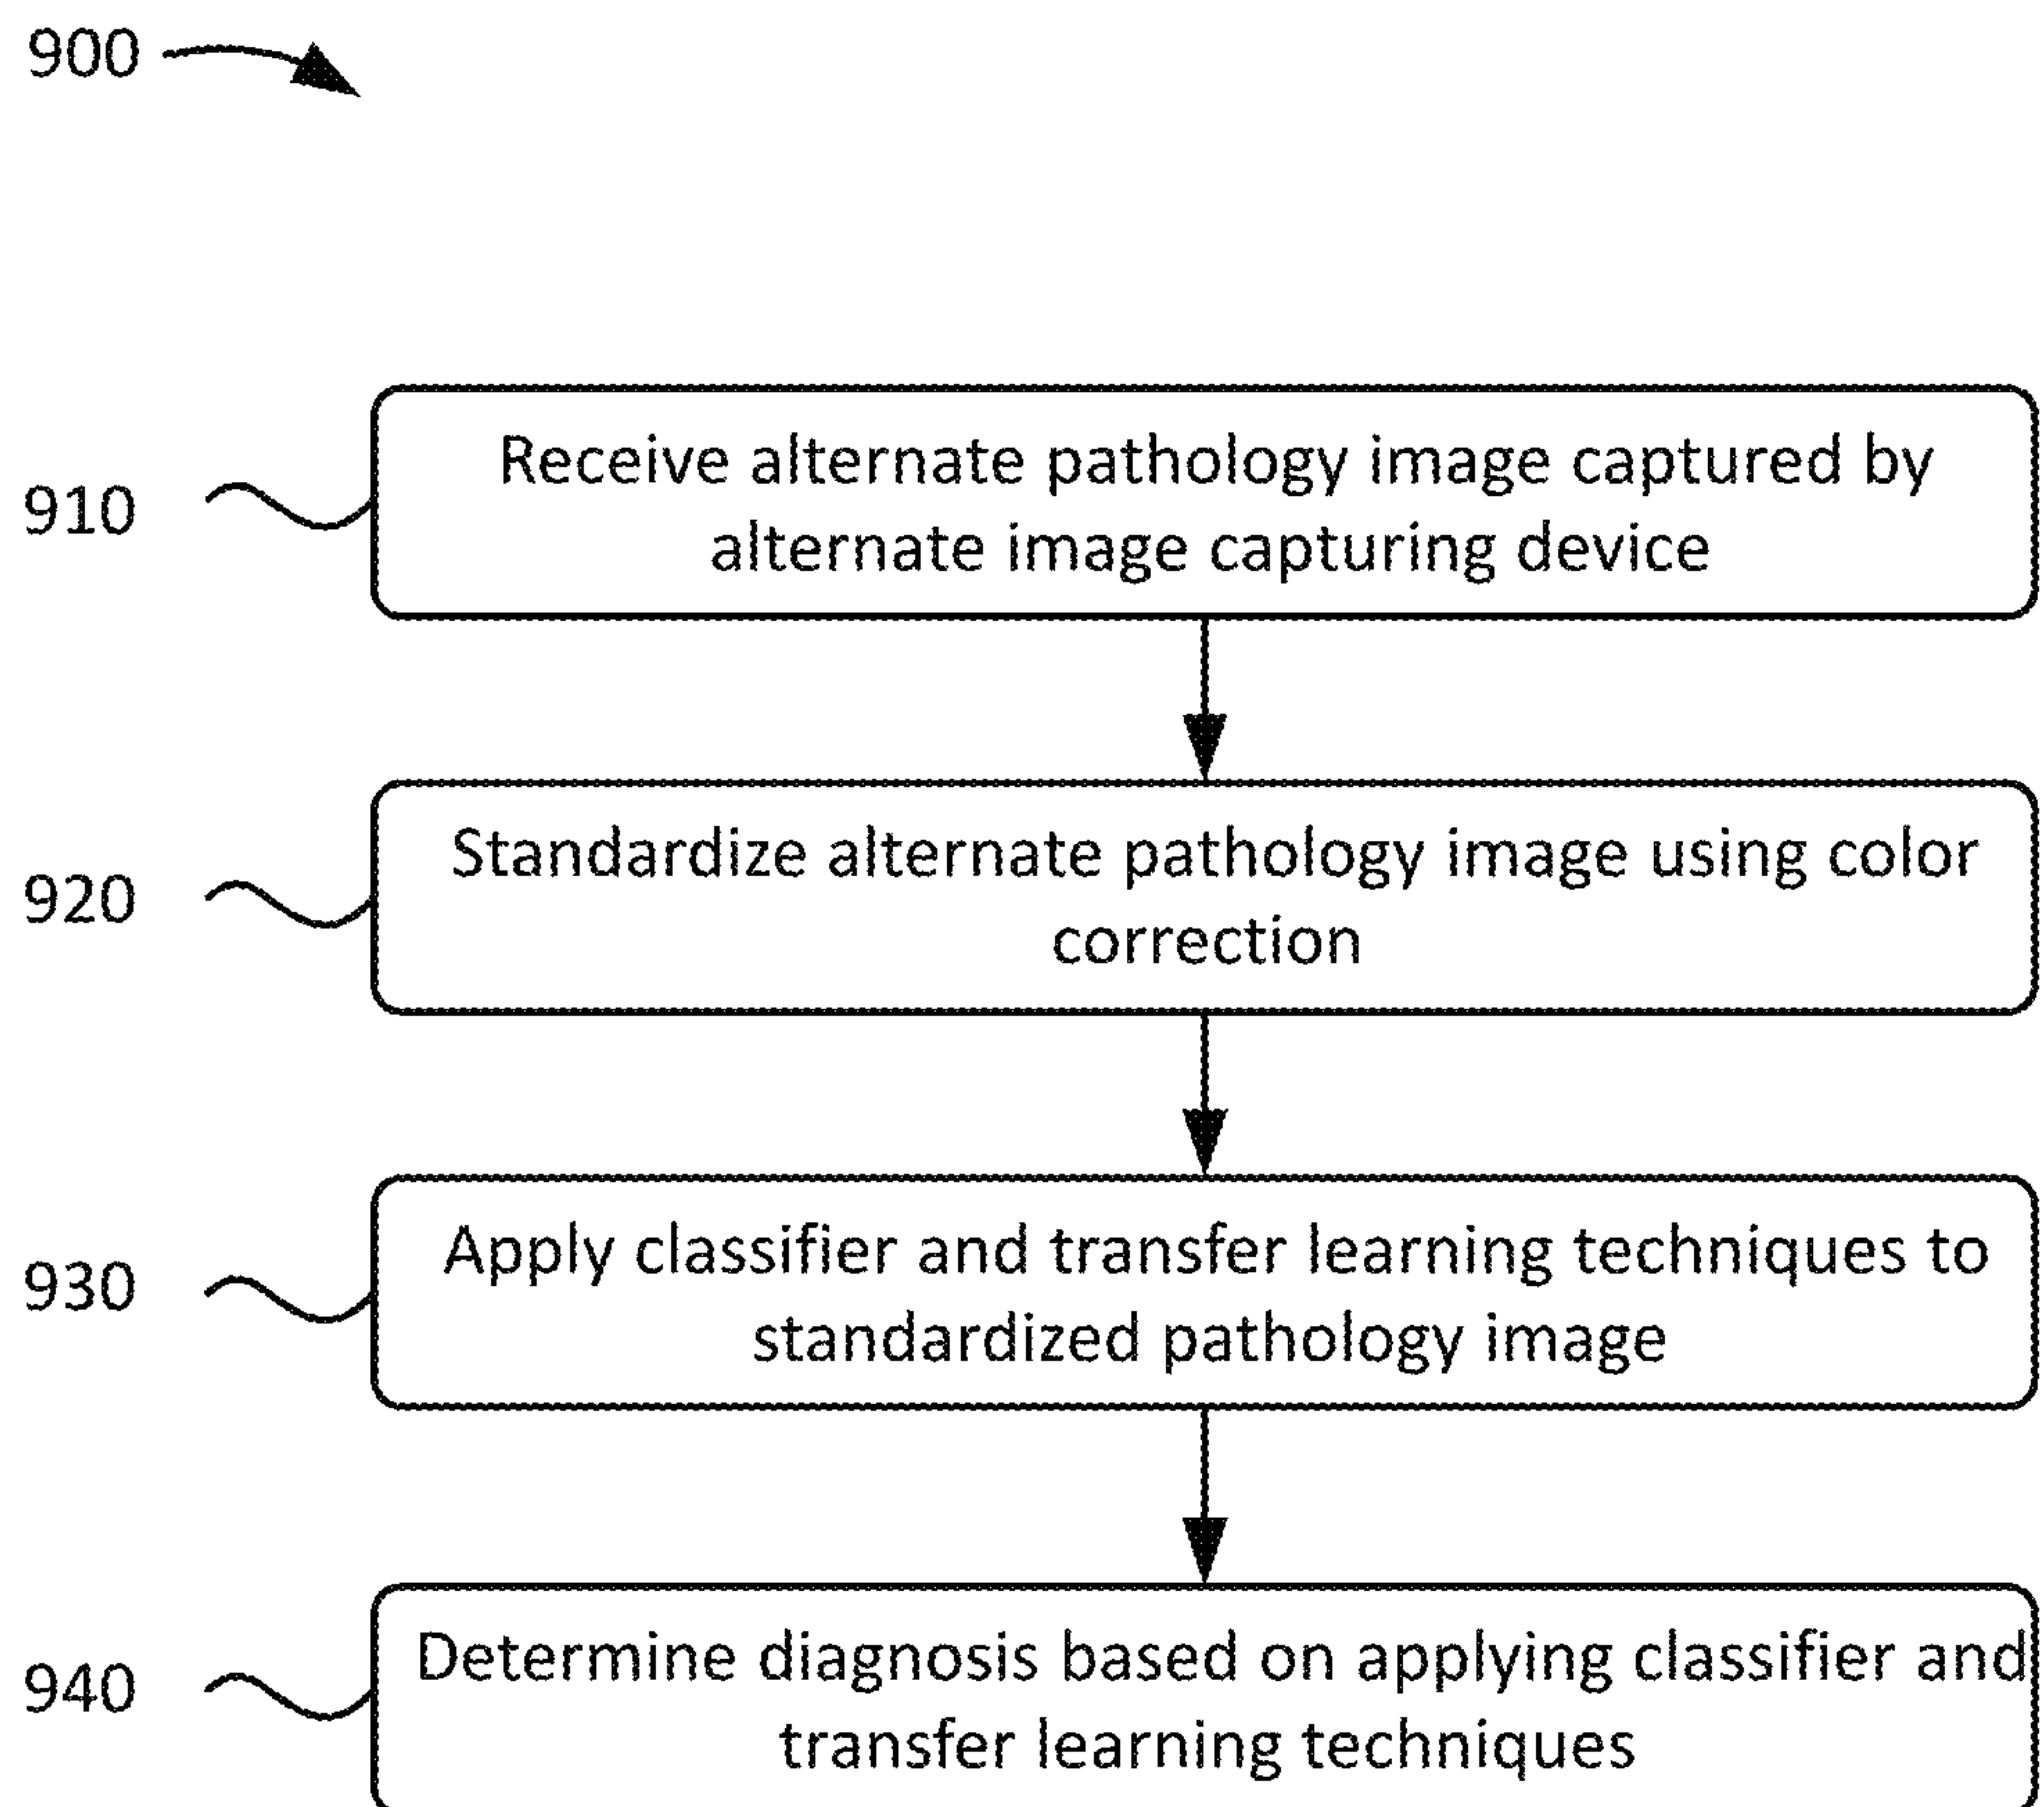 900
910
Receive alternate pathology image captured by
alternate image capturing device
920
Standardize alternate pathology image using color
correction
930
Apply classifier and transfer learning techniques to
standardized pathology image
940
Determine diagnosis based on applying classifier and
transfer learning techniques